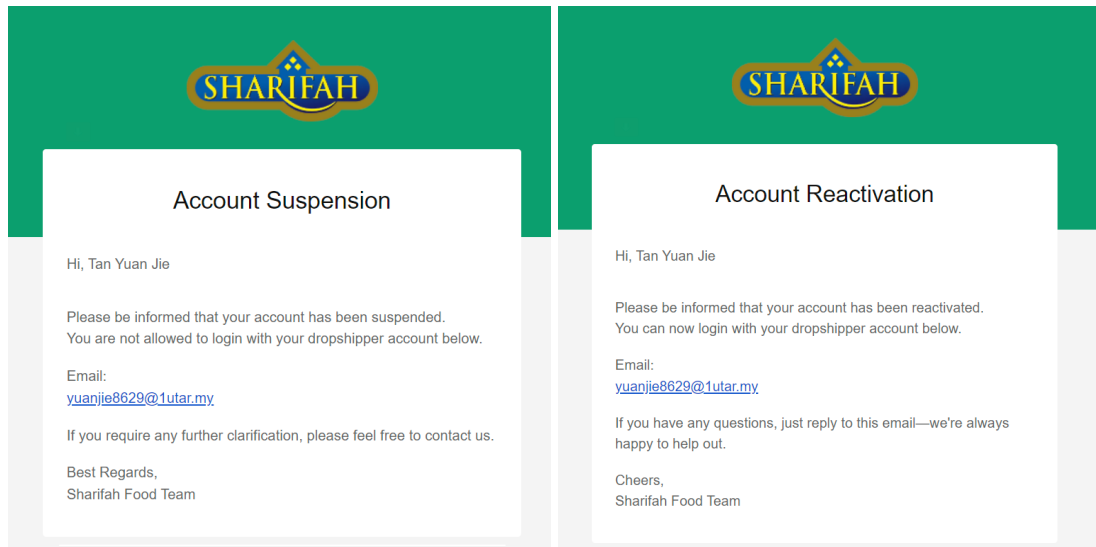 SHARIFAH
Account Suspension
Hi, Tan Yuan Jie
Please be informed that your account has been suspended.
You are not allowed to login with your dropshipper account below.
Email:
yuanjie8629@1utar.my
If you require any further clarification, please feel free to contact us.
Best Regards,
Sharifah Food Team
SHARIFAH
Account Reactivation
Hi, Tan Yuan Jie
Please be informed that your account has been reactivated.
You can now login with your dropshipper account below.
Email:
yuanjie8629@1utar.my
If you have any questions, just reply to this email—we're always
happy to help out.
Cheers,
Sharifah Food Team